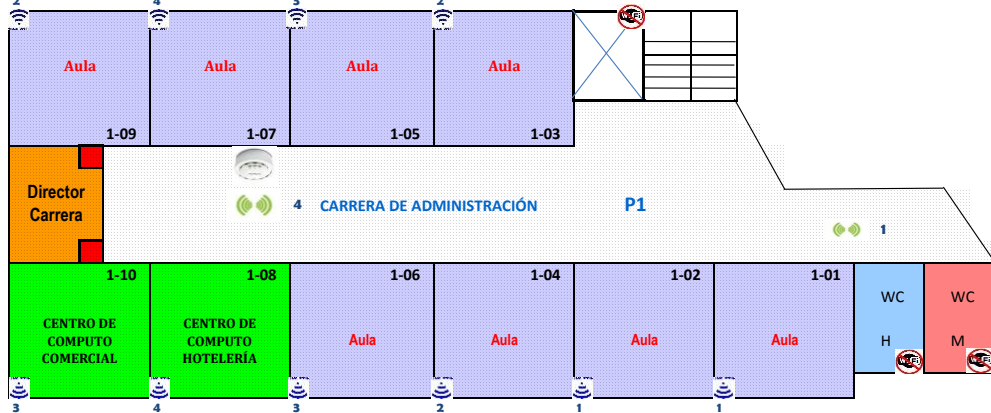 2 4 3 2
Aula Aula Aula Aula
1-09 1-07 1-05 1-03
Director
Carrera
4 CARRERA DE ADMINISTRACIÓN P1
1
1-10 1-08 1-06 1-04 1-02 1-01
WC WC
CENTRO DE
COMPUTO
COMERCIAL
CENTRO DE
COMPUTO
HOTELERÍA
Aula Aula Aula Aula
H M
3 4 3 2 1 1